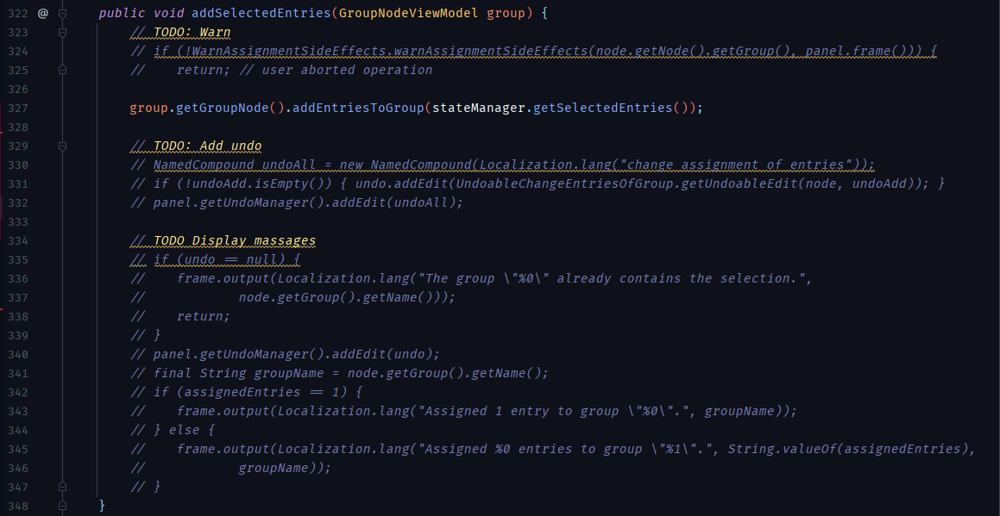 322 @ public void addSelectedEntries(GroupNodeViewModel group) {
323 // TODO: Warn
324 // if (!WarnAssignmentSideEffects.warnAssignmentSideEffects(node.getNode().getGroup(), panel.frame())) {
325 //    return; // user aborted operation
326
327 group.getGroupNode().addEntriesToGroup(stateManager.getSelectedEntries());
328
329 // TODO: Add undo
330 // NamedCompound undoAll = new NamedCompound(Localization.lang("change assignment of entries"));
331 // if (!undoAdd.isEmpty()) { undo.addEdit(UndoableChangeEntriesOfGroup.getUndoableEdit(node, undoAdd)); }
332 // panel.getUndoManager().addEdit(undoAll);
333
334 // TODO Display massages
335 // if (undo == null) {
336 //    frame.output(Localization.lang("The group \"%0\" already contains the selection.",
337 //            node.getGroup().getName()));
338 //    return;
339 // }
340 // panel.getUndoManager().addEdit(undo);
341 // final String groupName = node.getGroup().getName();
342 // if (assignedEntries == 1) {
343 //    frame.output(Localization.lang("Assigned 1 entry to group \"%0\".", groupName));
344 // } else {
345 //    frame.output(Localization.lang("Assigned %0 entries to group \"%1\".", String.valueOf(assignedEntries),
346 //            groupName));
347 // }
348 }